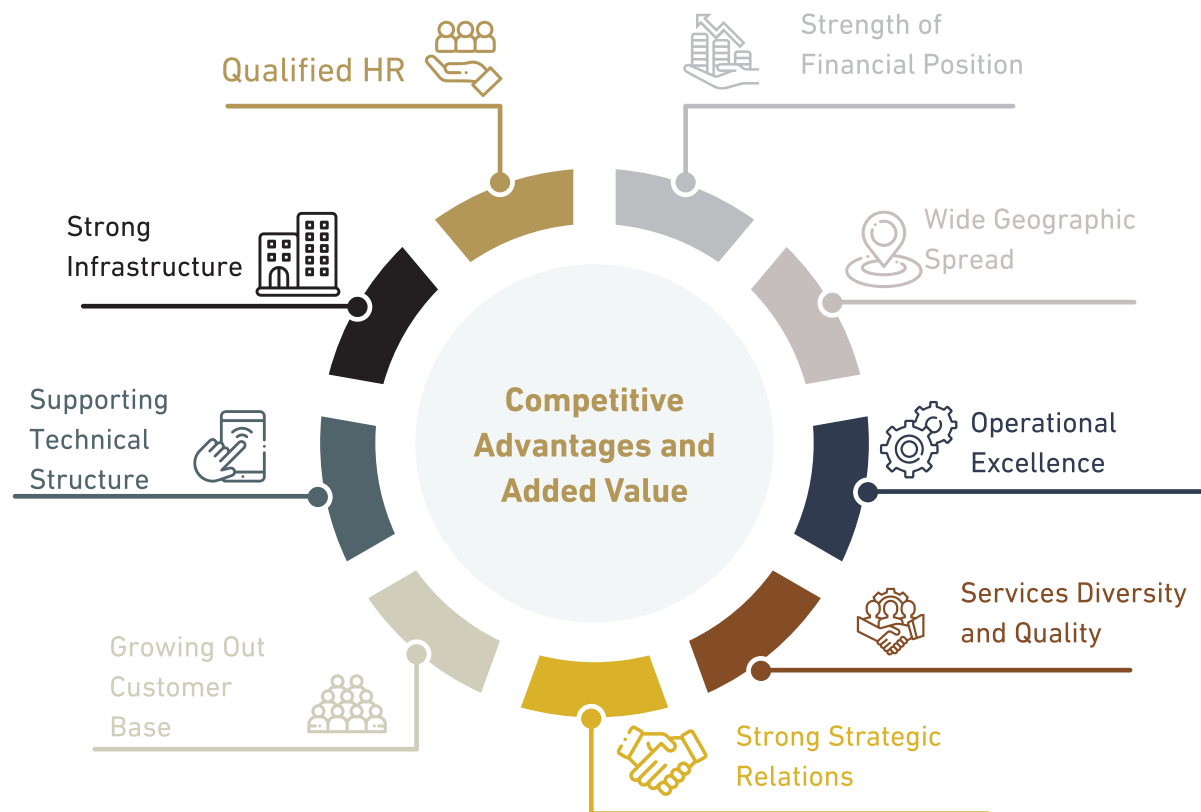 Strength of
Financial Position
Qualified HR
Wide Geographic
Spread
Strong
Infrastructure
Competitive
Advantages and
Added Value
Supporting
Technical
Structure
Operational
Excellence
Services Diversity
and Quality
Growing Out
Customer
Base
Strong Strategic
Relations